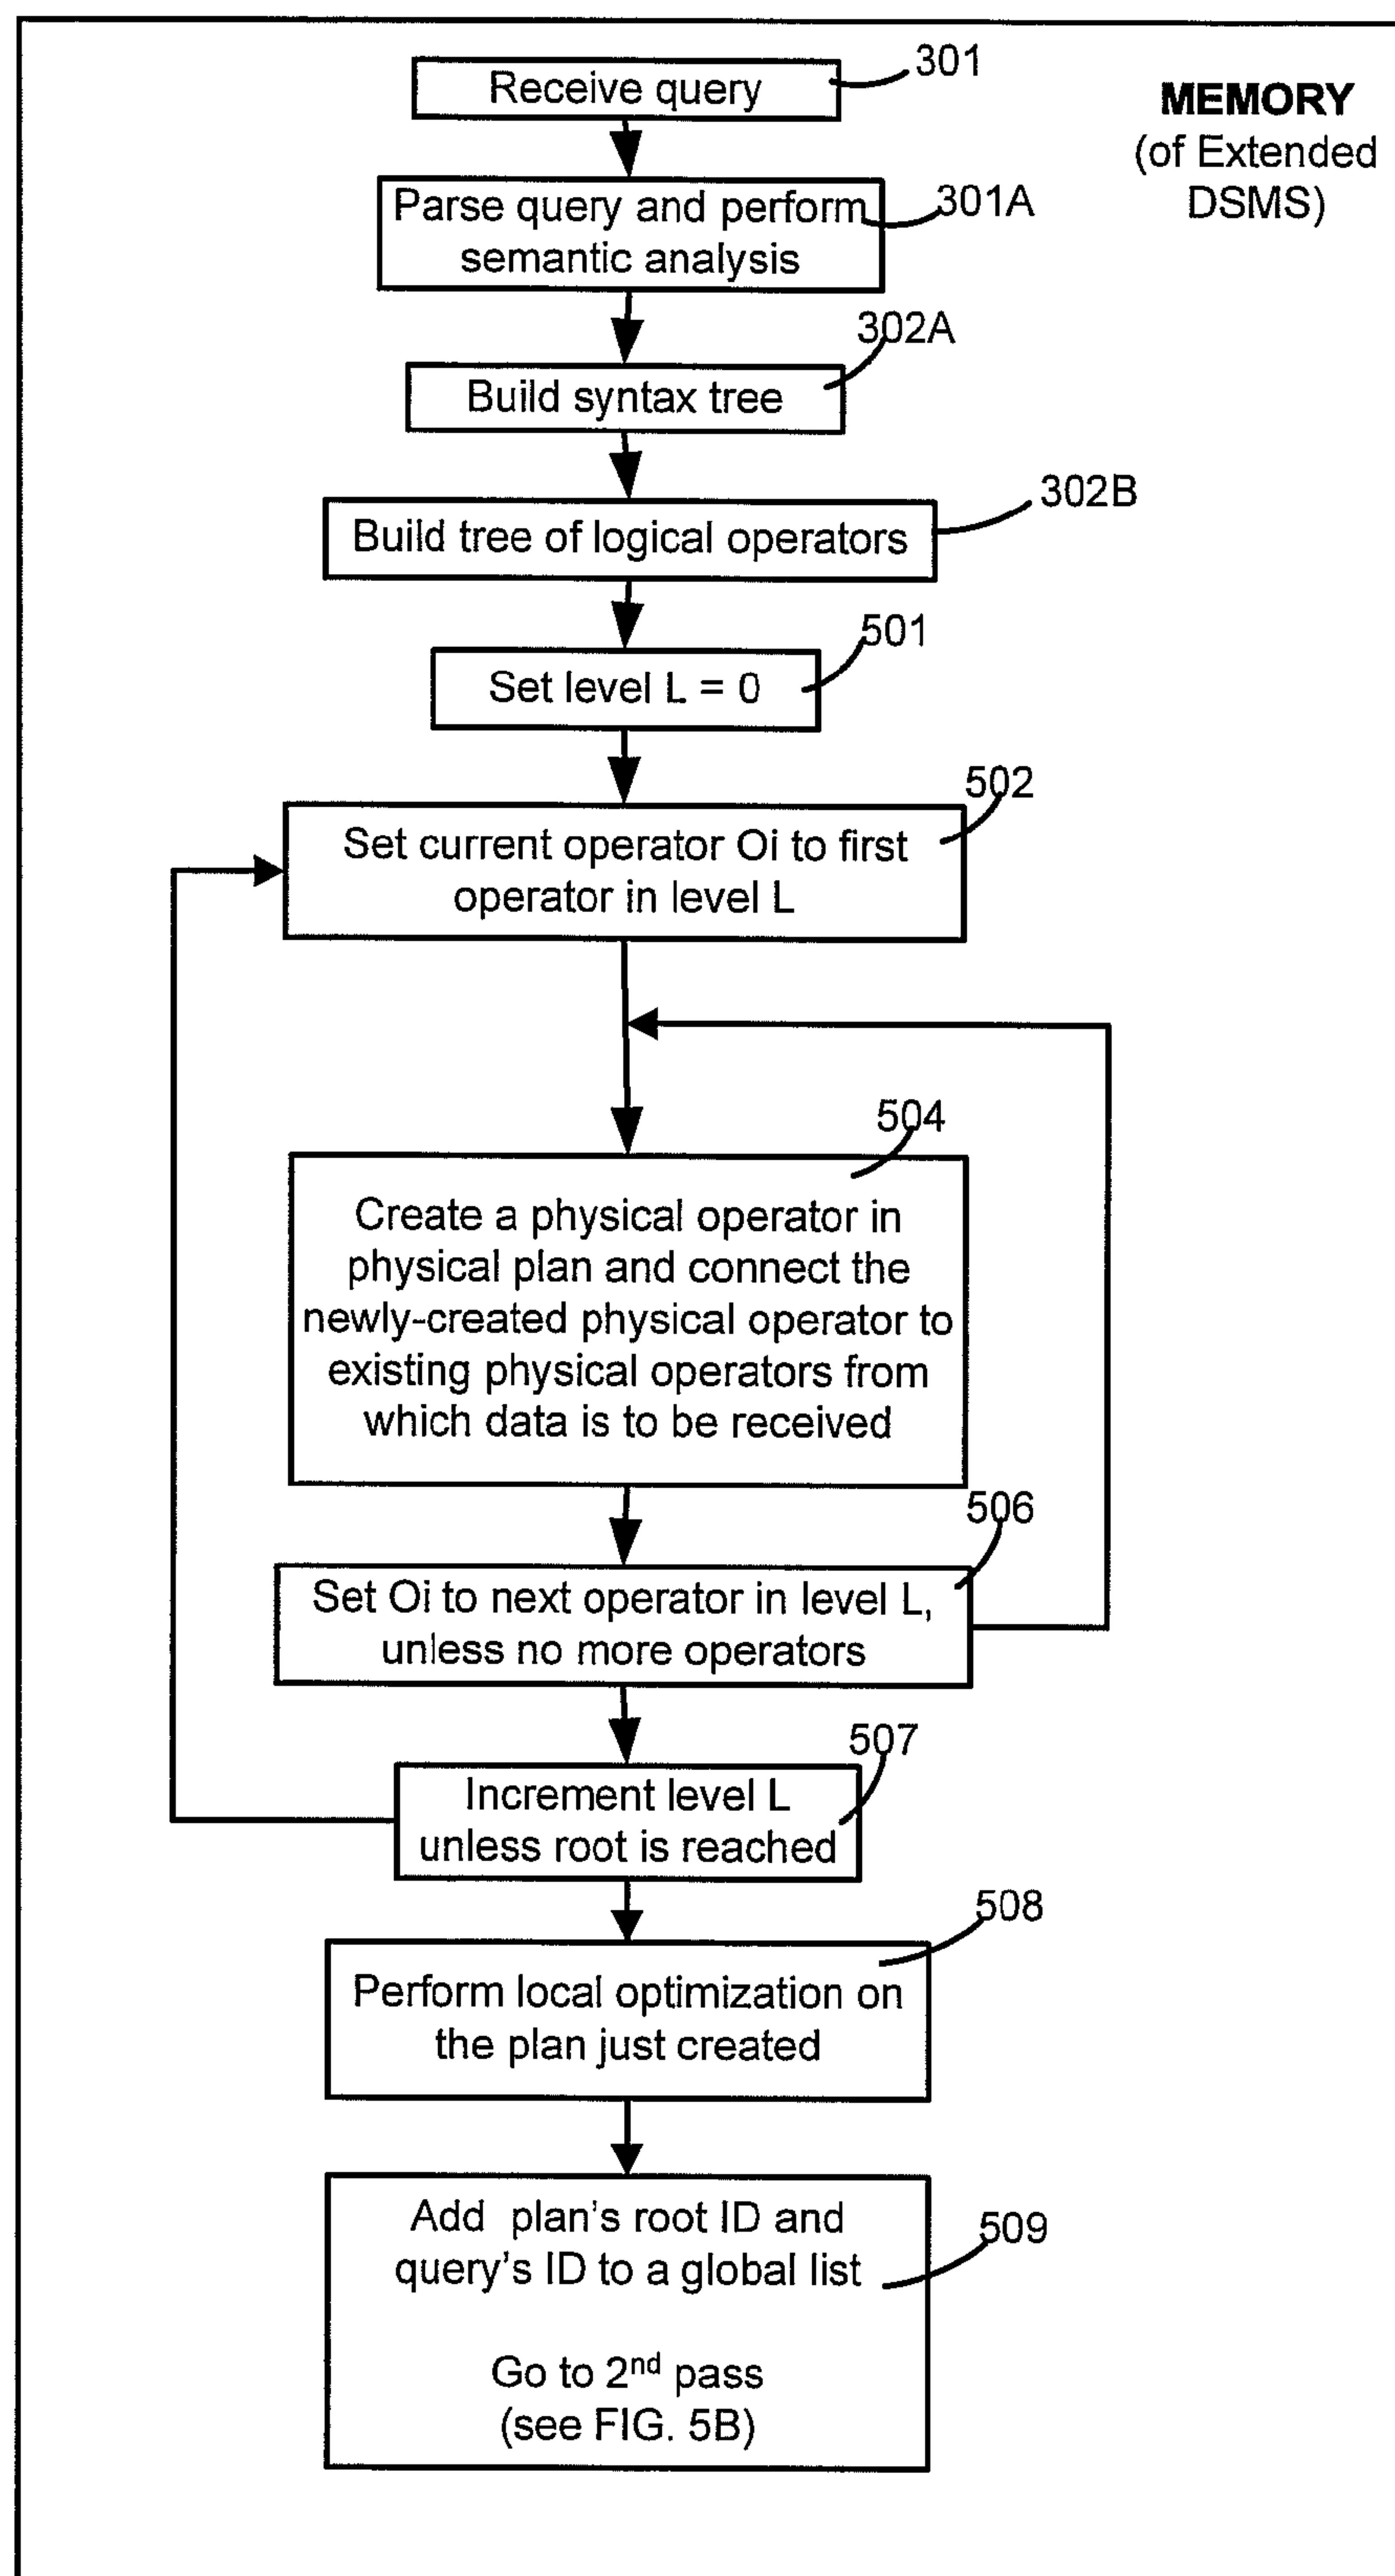 Receive query
301
MEMORY
(of Extended
DSMS)
Parse query and perform
semantic analysis
301A
302A
Build syntax tree
302B
Build tree of logical operators
501
Set level L = 0
502
Set current operator Oi to first
operator in level L
504
Create a physical operator in
physical plan and connect the
newly-created physical operator to
existing physical operators from
which data is to be received
506
Set Oi to next operator in level L,
unless no more operators
507
Increment level L
unless root is reached
508
Perform local optimization on
the plan just created
509
Add plan's root ID and
query's ID to a global list
Go to 2nd pass
(see FIG. 5B)